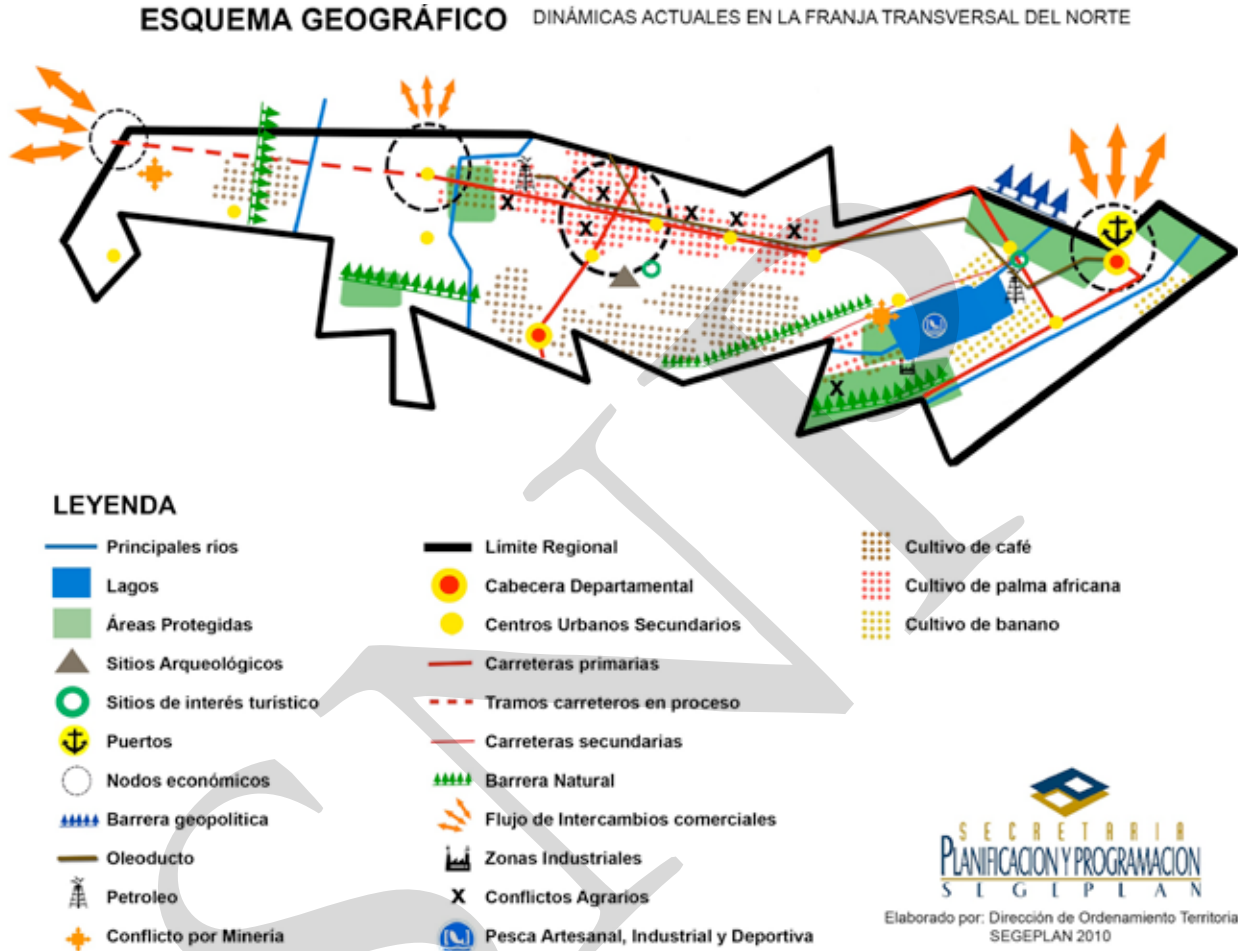 ESQUEMA GEOGRÁFICO DINÁMICAS ACTUALES EN LA FRANJA TRANSVERSAL DEL NORTE
X X X X X X
X
LEYENDA
Principales ríos
Lagos
Áreas Protegidas
Sitios Arqueológicos
Sitios de interés turístico
Puertos
Nodos económicos
Barrera geopolítica
Oleoducto
Petroleo
Conflicto por Mineria
Limite Regional
Cabecera Departamental
Centros Urbanos Secundarios
Carreteras primarias
Tramos carreteros en proceso
Carreteras secundarias
Barrera Natural
Flujo de Intercambios comerciales
Zonas Industriales
X Conflictos Agrarios
Pesca Artesanal, Industrial y Deportiva
Cultivo de café
Cultivo de palma africana
Cultivo de banano
SECRETARIA
PLANIFICACION Y PROGRAMACION
SEGEPLAN
Elaborado por: Dirección de Ordenamiento Territoria
SEGEPLAN 2010
SNIP